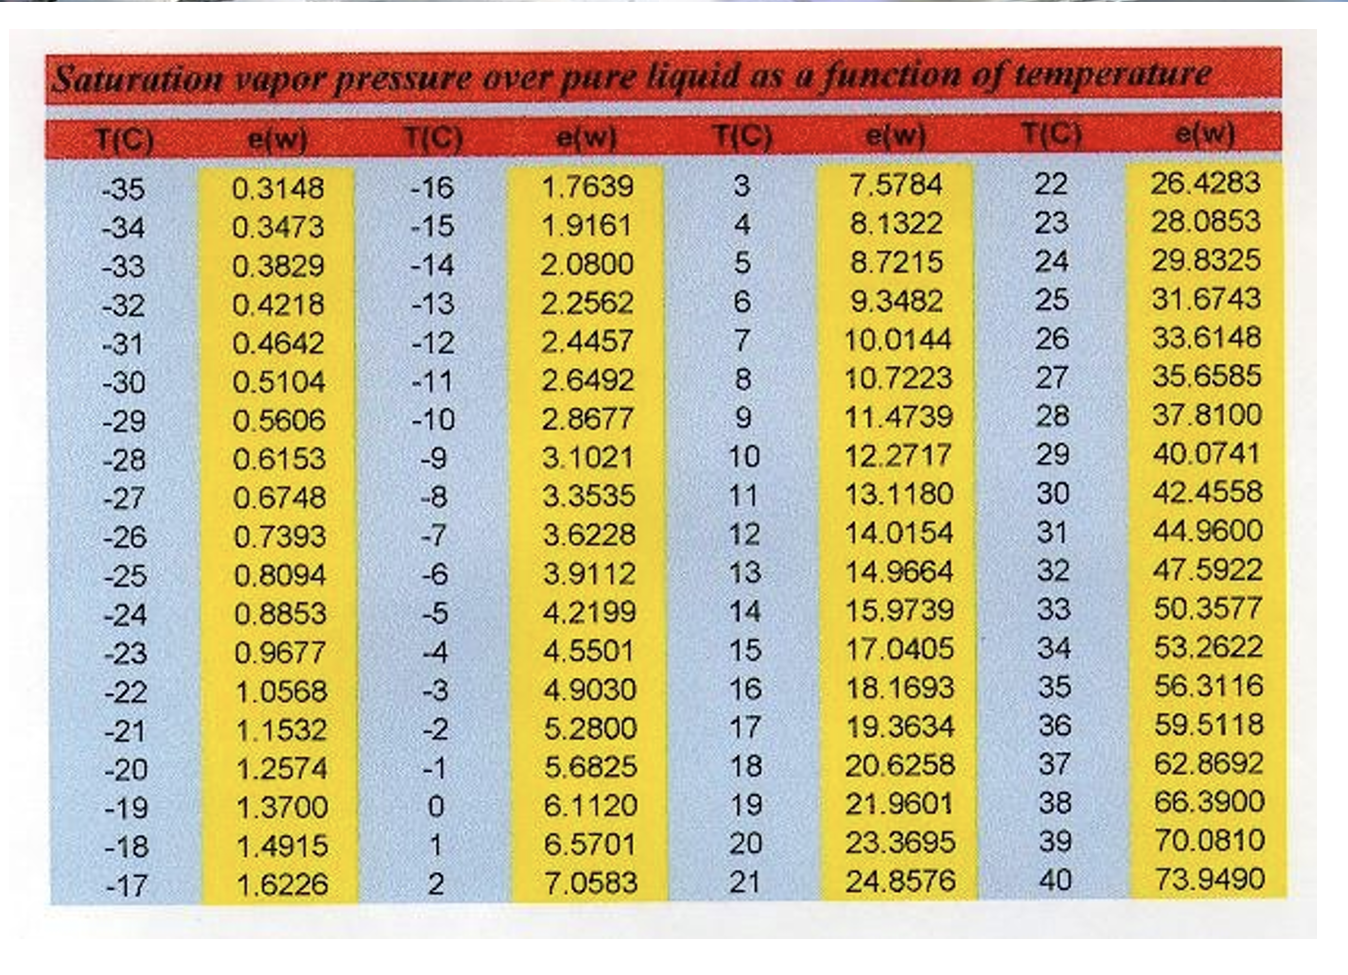 Saturation vapor pressure over pure liquid as a function of temperature
T(C) e(w) T(C) e(w) T(C) e(w) T(C) e(w)
-35 0.3148 -16 1.7639 3 7.5784 22 26.4283
-34 0.3473 -15 1.9161 4 8.1322 23 28.0853
-33 0.3829 -14 2.0800 5 8.7215 24 29.8325
-32 0.4218 -13 2.2562 6 9.3482 25 31.6743
-31 0.4642 -12 2.4457 7 10.0144 26 33.6148
-30 0.5104 -11 2.6492 8 10.7223 27 35.6585
-29 0.5606 -10 2.8677 9 11.4739 28 37.8100
-28 0.6153 -9 3.1021 10 12.2717 29 40.0741
-27 0.6748 -8 3.3535 11 13.1180 30 42.4558
-26 0.7393 -7 3.6228 12 14.0154 31 44.9600
-25 0.8094 -6 3.9112 13 14.9664 32 47.5922
-24 0.8853 -5 4.2199 14 15.9739 33 50.3577
-23 0.9677 -4 4.5501 15 17.0405 34 53.2622
-22 1.0568 -3 4.9030 16 18.1693 35 56.3116
-21 1.1532 -2 5.2800 17 19.3634 36 59.5118
-20 1.2574 -1 5.6825 18 20.6258 37 62.8692
-19 1.3700 0 6.1120 19 21.9601 38 66.3900
-18 1.4915 1 6.5701 20 23.3695 39 70.0810
-17 1.6226 2 7.0583 21 24.8576 40 73.9490